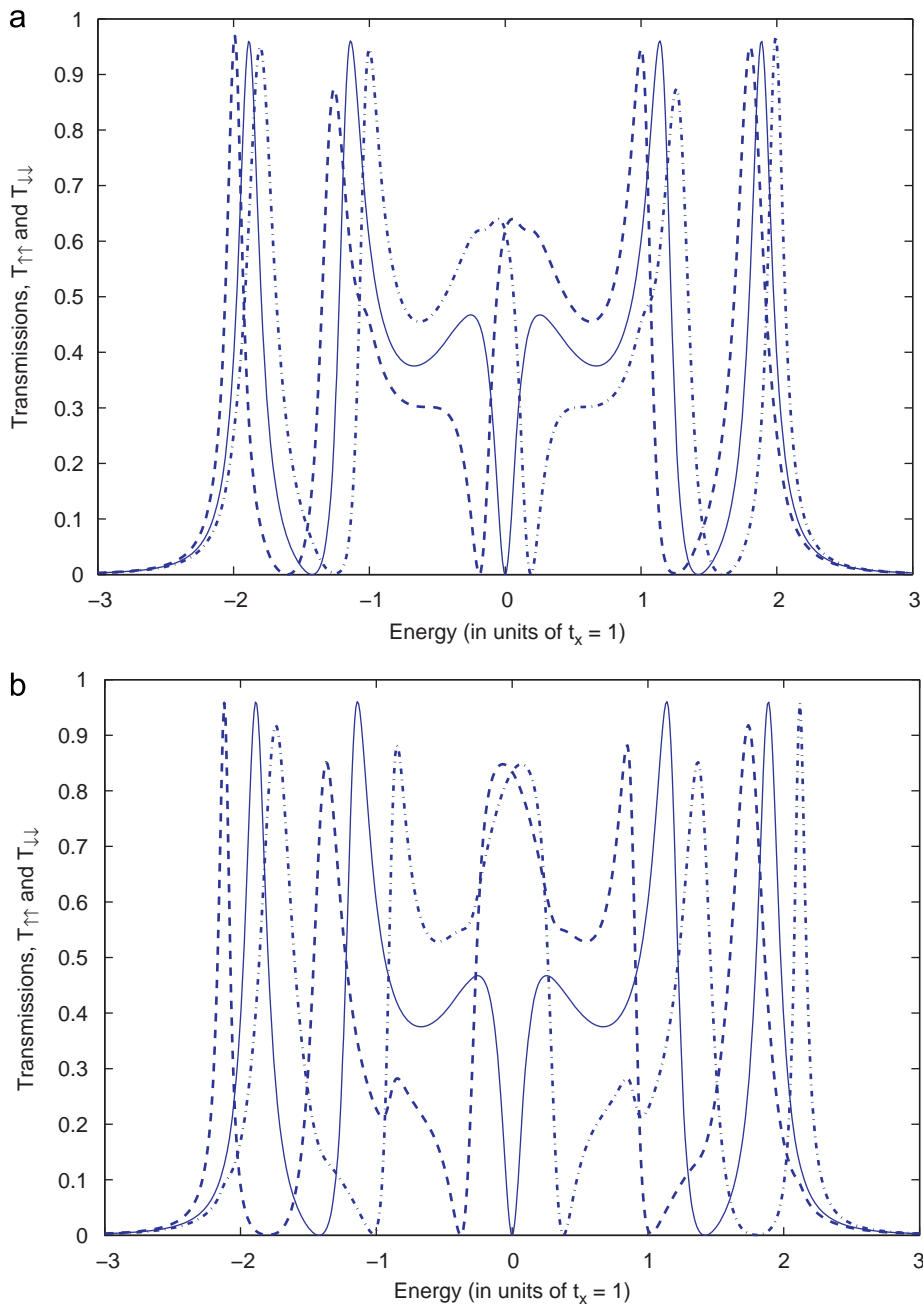 a
1
0.9
0.8
0.7
0.6
0.5
0.4
0.3
0.2
0.1
0
Transmissions, T↑↑ and T↓↓
−3 −2 −1 0 1 2 3
Energy (in units of tx = 1)
b
1
0.9
0.8
0.7
0.6
0.5
0.4
0.3
0.2
0.1
0
Transmissions, T↑↑ and T↓↓
−3 −2 −1 0 1 2 3
Energy (in units of tx = 1)